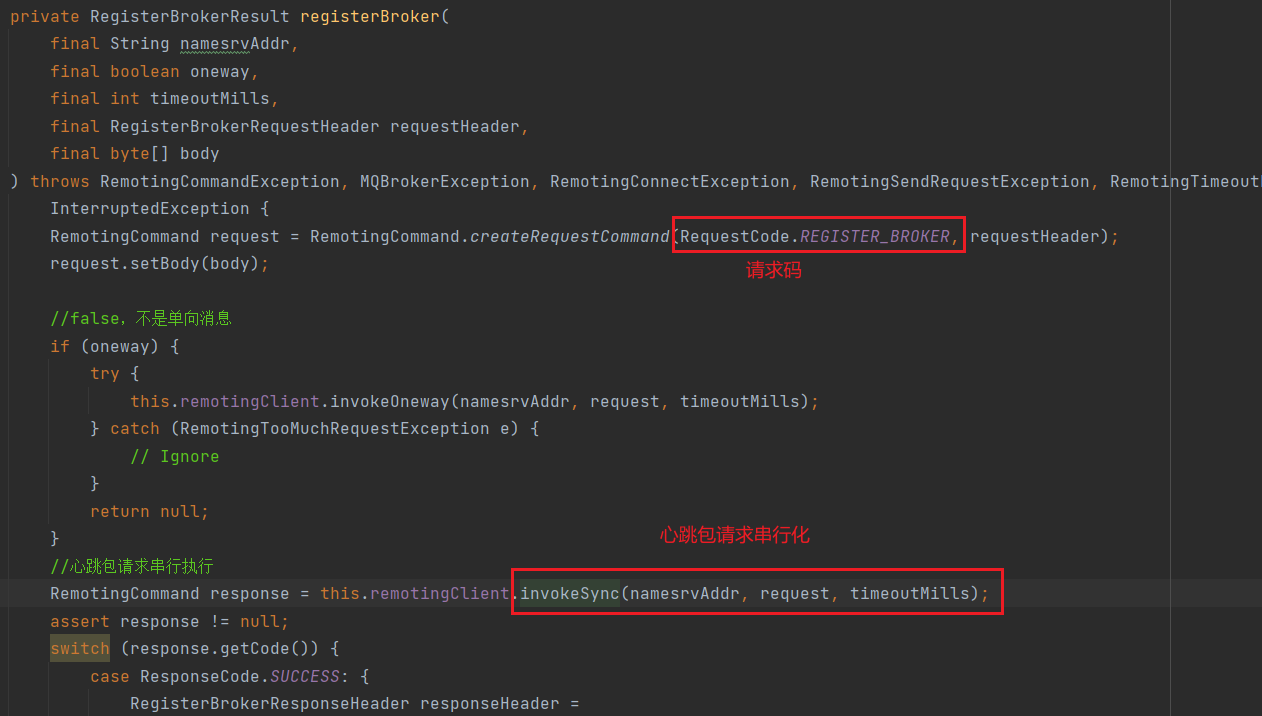 private RegisterBrokerResult registerBroker(
final String namesrvAddr,
final boolean oneway,
final int timeoutMills,
final RegisterBrokerRequestHeader requestHeader,
final byte[] body
) throws RemotingCommandException, MQBrokerException, RemotingConnectException, RemotingSendRequestException, RemotingTimeout
InterruptedException {
RemotingCommand request = RemotingCommand.createRequestCommand(RequestCode.REGISTER_BROKER, requestHeader);
request.setBody(body);
请求码
//false，不是单向消息
if (oneway) {
try {
this.remotingClient.invokeOneway(namesrvAddr, request, timeoutMills);
} catch (RemotingTooMuchRequestException e) {
// Ignore
}
return null;
}
心跳包请求串行化
//心跳包请求串行执行
RemotingCommand response = this.remotingClient.invokeSync(namesrvAddr, request, timeoutMills);
assert response != null;
switch (response.getCode()) {
case ResponseCode.SUCCESS: {
RegisterBrokerResponseHeader responseHeader =